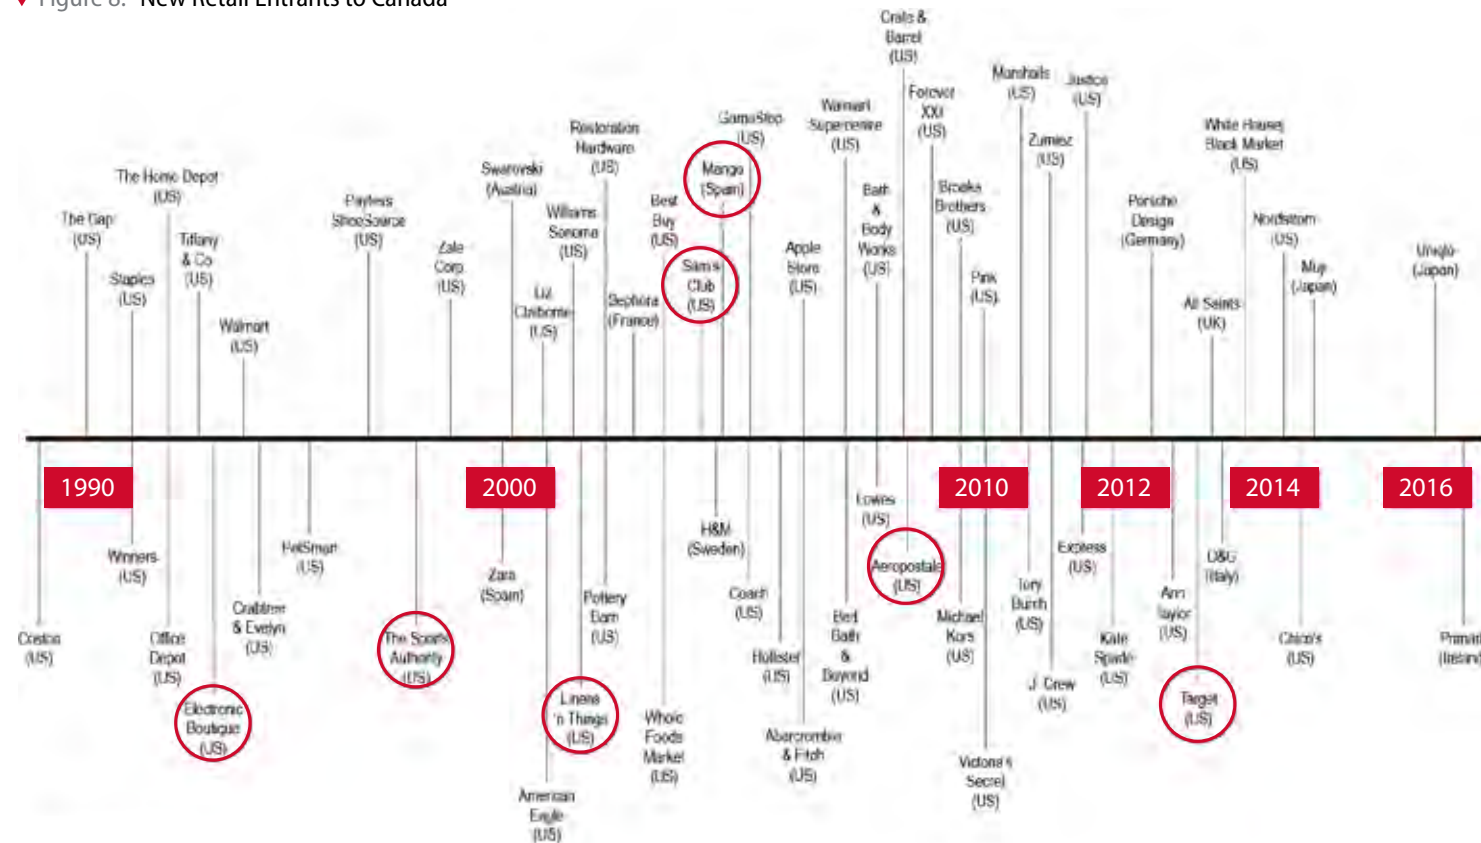 Figure 8. New Retail Entrants to Canada
Crate &
Barrel
(US)
Marshalls
(US)
Justice
(US)
Forever
XXI
(US)
Walmart
Supercentre
(US)
GameStop
(US)
Restoration
Hardware
(US)
White House|
Black Market
(US)
Zumiez
(US)
Mango
(Spain)
Swarovski
(Austria)
The Home Depot
(US)
Bath
&
Body
Works
(US)
Brooks
Brothers
(US)
Payless
ShoeSource
(US)
Best
Buy
(US)
Porsche
Design
(Germany)
Williams
Sonoma
(US)
The Gap
(US)
Nordstrom
(US)
Tiffany
& Co
(US)
Zale
Corp.
(US)
Apple
Store
(US)
Uniqlo
(Japan)
Sam's
Club
(US)
Muji
(Japan)
Staples
(US)
Pink
(US)
Liz
Claiborne
(US)
Sephora
(France)
All Saints
(UK)
Walmart
(US)
1990
2000
2010
2012
2014
2016
Lowes
(US)
H&M
(Sweden)
PetSmart
(US)
Express
(US)
Winners
(US)
D&G
(Italy)
Aeropostale
(US)
Zara
(Spain)
Tory
Burch
(US)
Ann
Taylor
(US)
Coach
(US)
Pottery
Barn
(US)
Crabtree
& Evelyn
(US)
Bed
Bath
&
Beyond
(US)
Michael
Kors
(US)
Costco
(US)
Office
Depot
(US)
The Sports
Authority
(US)
Kate
Spade
(US)
Chico's
(US)
Hollister
(US)
J. Crew
(US)
Linens
'n Things
(US)
Target
(US)
Electronic
Boutique
(US)
Whole
Foods
Market
(US)
Abercrombie
& Fitch
(US)
Victoria's
Secret
(US)
American
Eagle
(US)